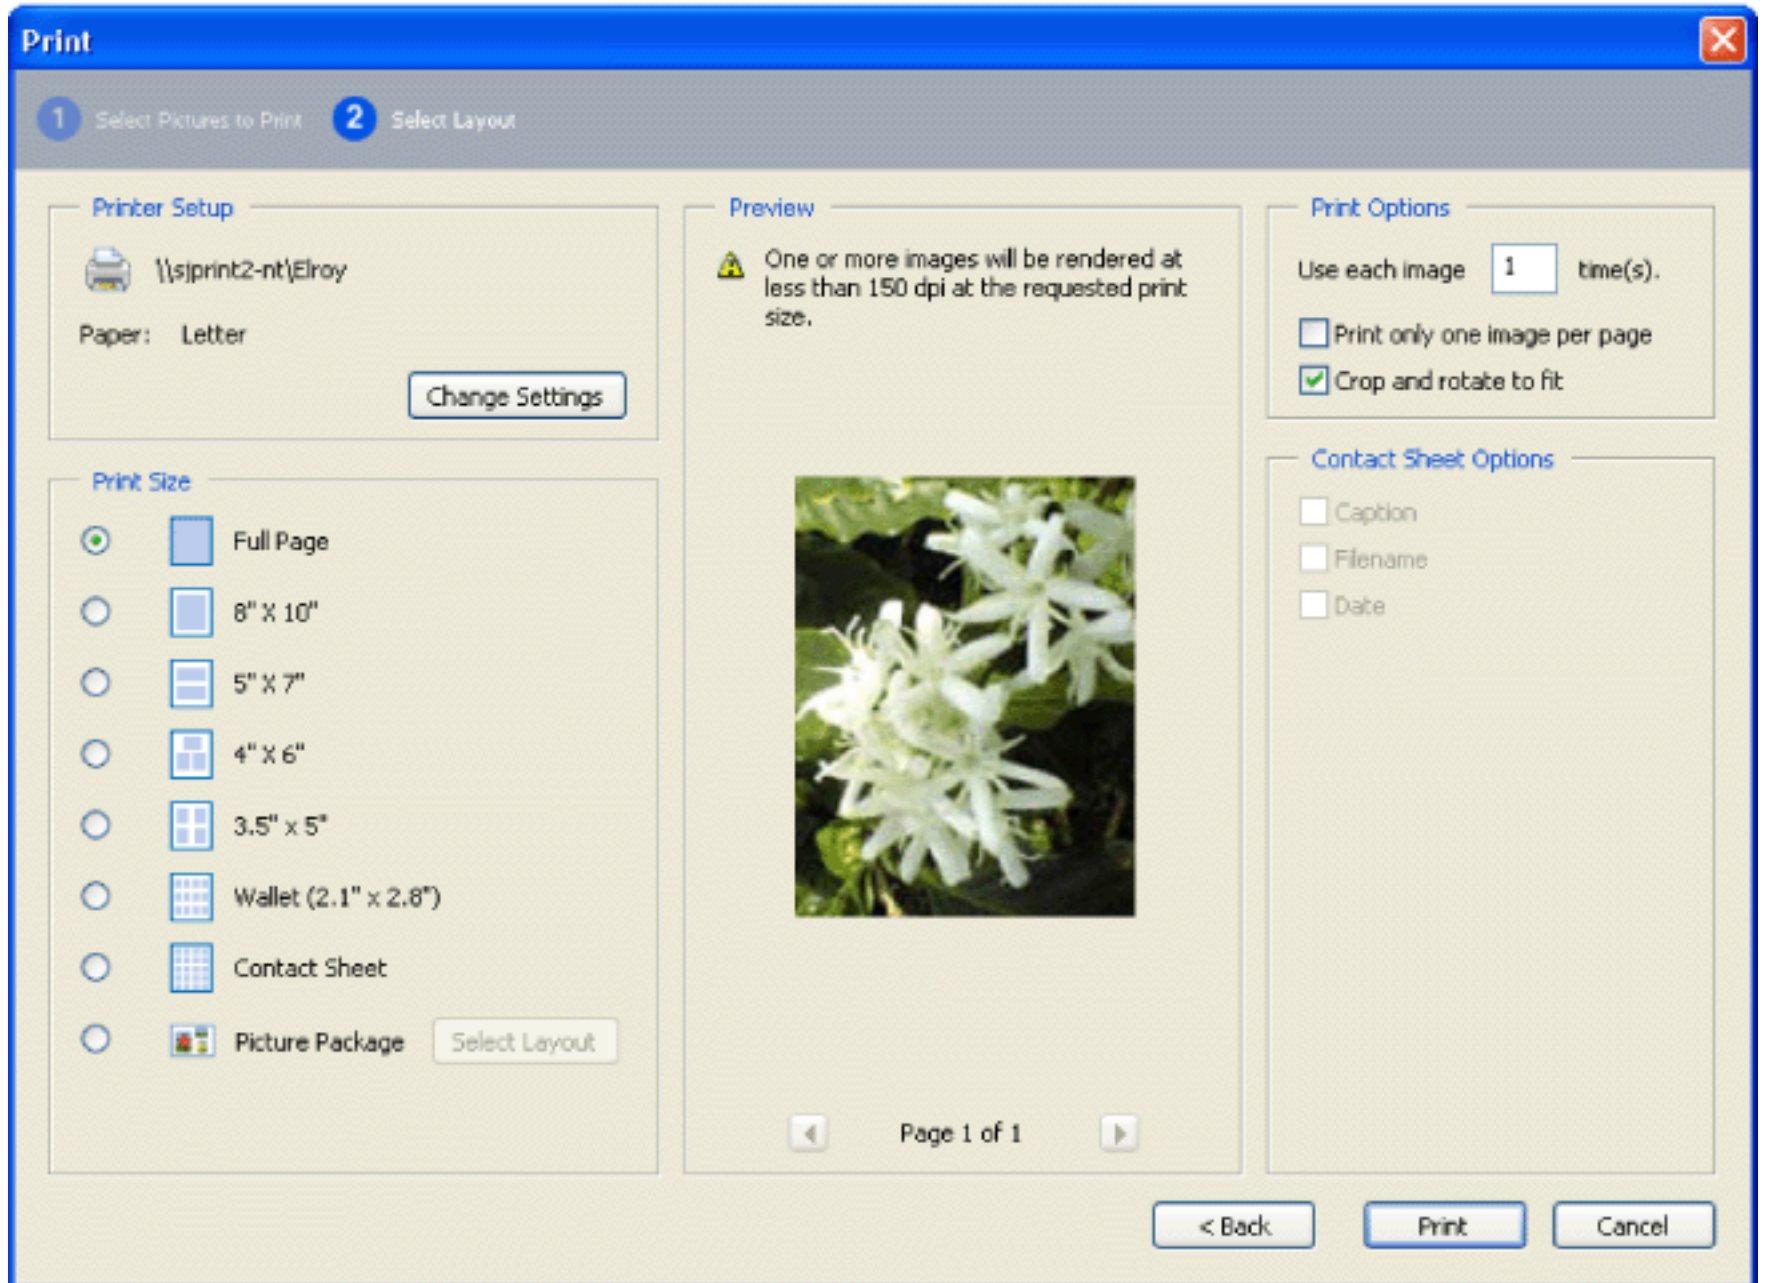 Print
1 Select Pictures to Print 2 Select Layout
Printer Setup
\\sjprint2-nt\Elroy
Paper: Letter
Change Settings
Print Size
Full Page
8" X 10"
5" X 7"
4" X 6"
3.5" x 5"
Wallet (2.1" x 2.8")
Contact Sheet
Picture Package Select Layout
Preview
One or more images will be rendered at
less than 150 dpi at the requested print
size.
Page 1 of 1
Print Options
Use each image 1 time(s).
Print only one image per page
Crop and rotate to fit
Contact Sheet Options
Caption
Filename
Date
< Back Print Cancel